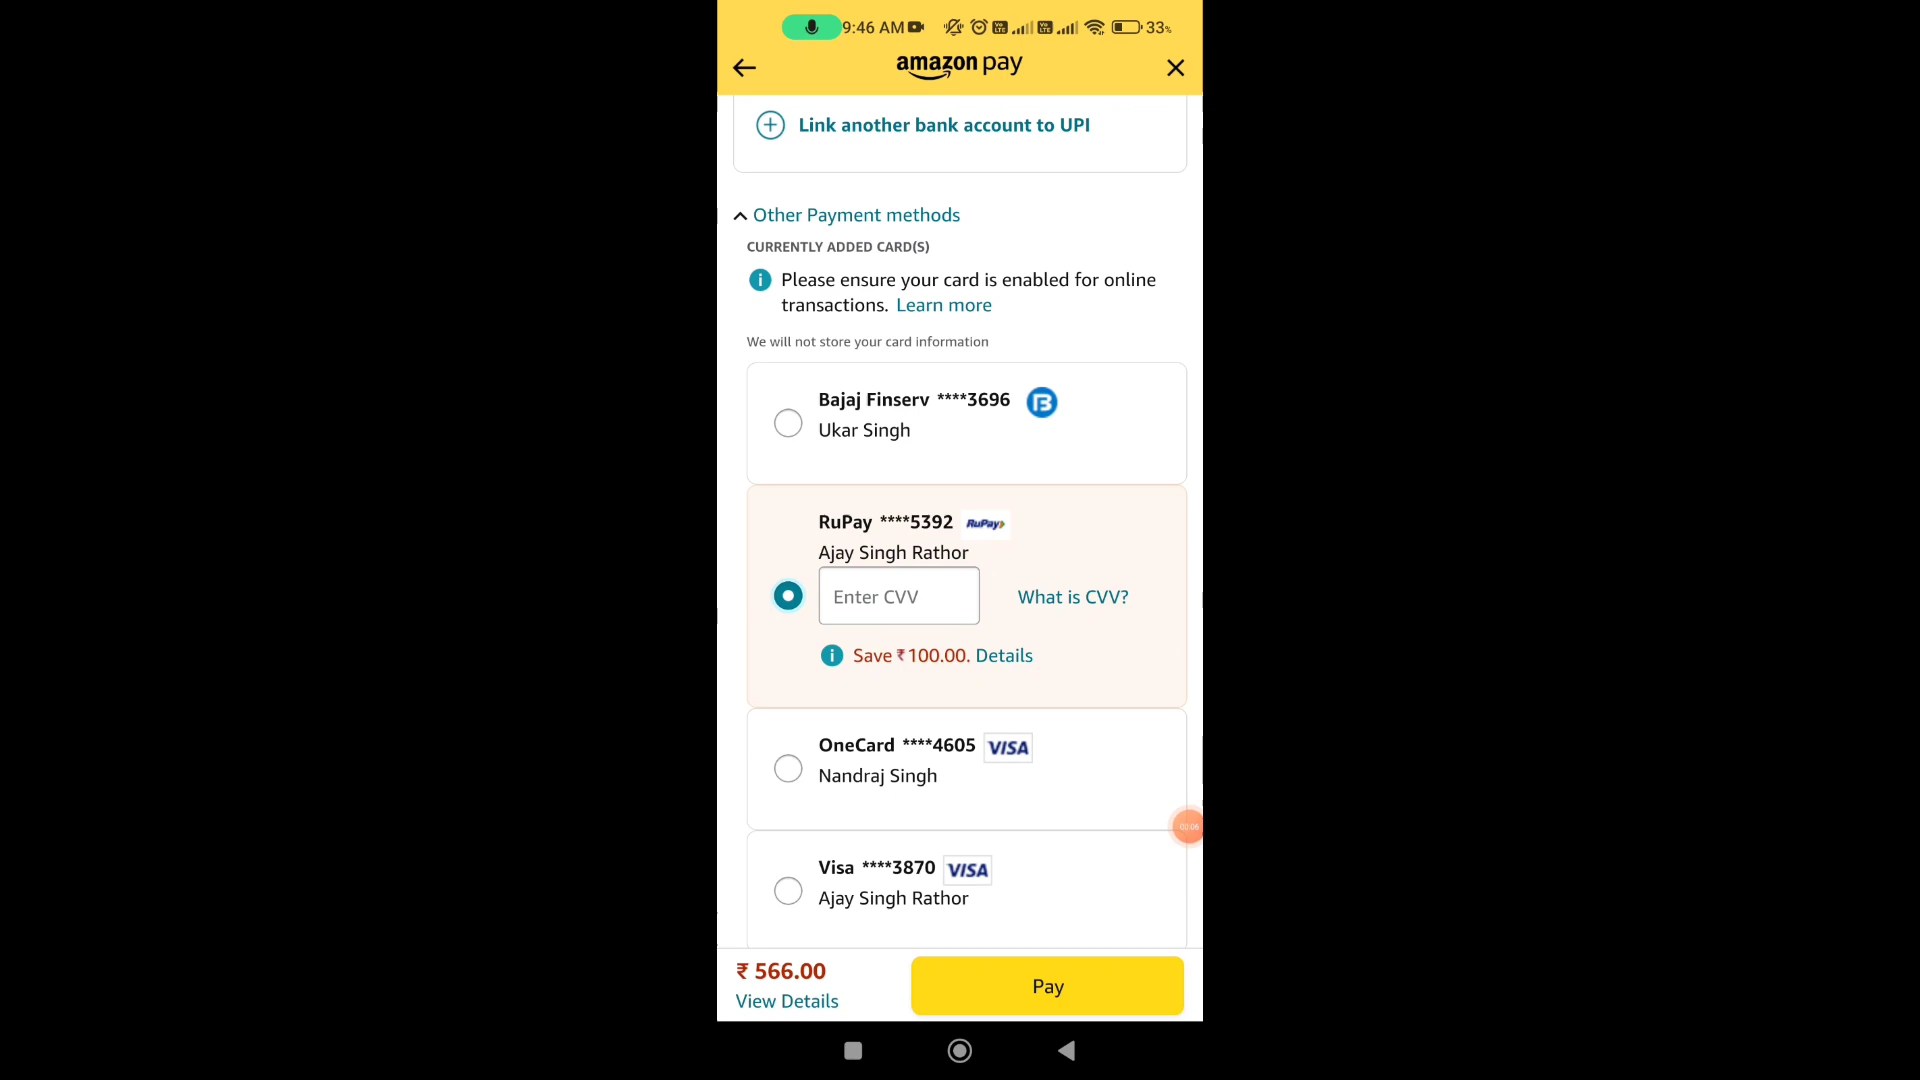 9:46 AM 33%
amazon pay
Link another bank account to UPI
Other Payment methods
CURRENTLY ADDED CARD(S)
Please ensure your card is enabled for online
transactions. Learn more
We will not store your card information
Bajaj Finserv ****3696
Ukar Singh
RuPay ****5392 RuPay
Ajay Singh Rathor
Enter CVV What is CVV?
Save ₹100.00. Details
OneCard ****4605 VISA
Nandraj Singh
02:06
Visa ****3870 VISA
Ajay Singh Rathor
₹ 566.00
View Details
Pay